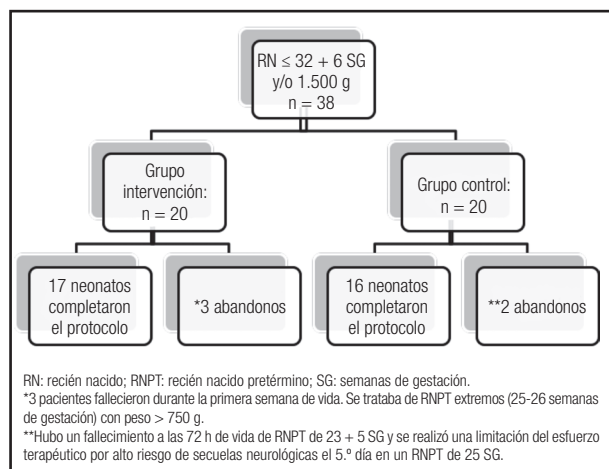 RN ≤ 32 + 6 SG
y/o 1.500 g
n = 38
Grupo
intervención:
n = 20
Grupo control:
n = 20
17 neonatos
completaron
el protocolo
*3 abandonos
16 neonatos
completaron
el protocolo
**2 abandonos
RN: recién nacido; RNPT: recién nacido pretérmino; SG: semanas de gestación.
*3 pacientes fallecieron durante la primera semana de vida. Se trataba de RNPT extremos (25-26 semanas
de gestación) con peso > 750 g.
**Hubo un fallecimiento a las 72 h de vida de RNPT de 23 + 5 SG y se realizó una limitación del esfuerzo
terapéutico por alto riesgo de secuelas neurológicas el 5.º día en un RNPT de 25 SG.